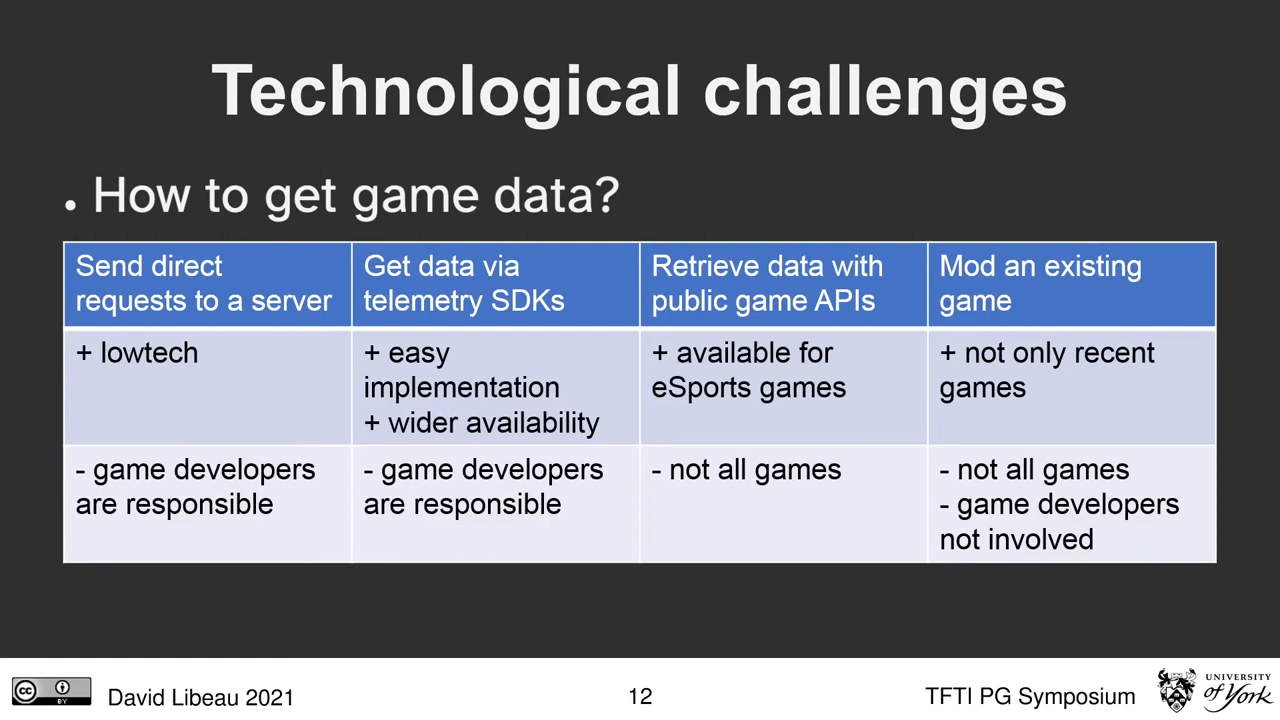 Technological challenges
• How to get game data?
Send direct
requests to a server
Get data via
telemetry SDKs
Retrieve data with
public game APIs
Mod an existing
game
+ lowtech
+ easy
implementation
+ wider availability
+ available for
eSports games
+ not only recent
games
- game developers
are responsible
- game developers
are responsible
- not all games
- not all games
- game developers
not involved
cc BY
David Libeau 2021
12
TFTI PG Symposium
UNIVERSITY
of York